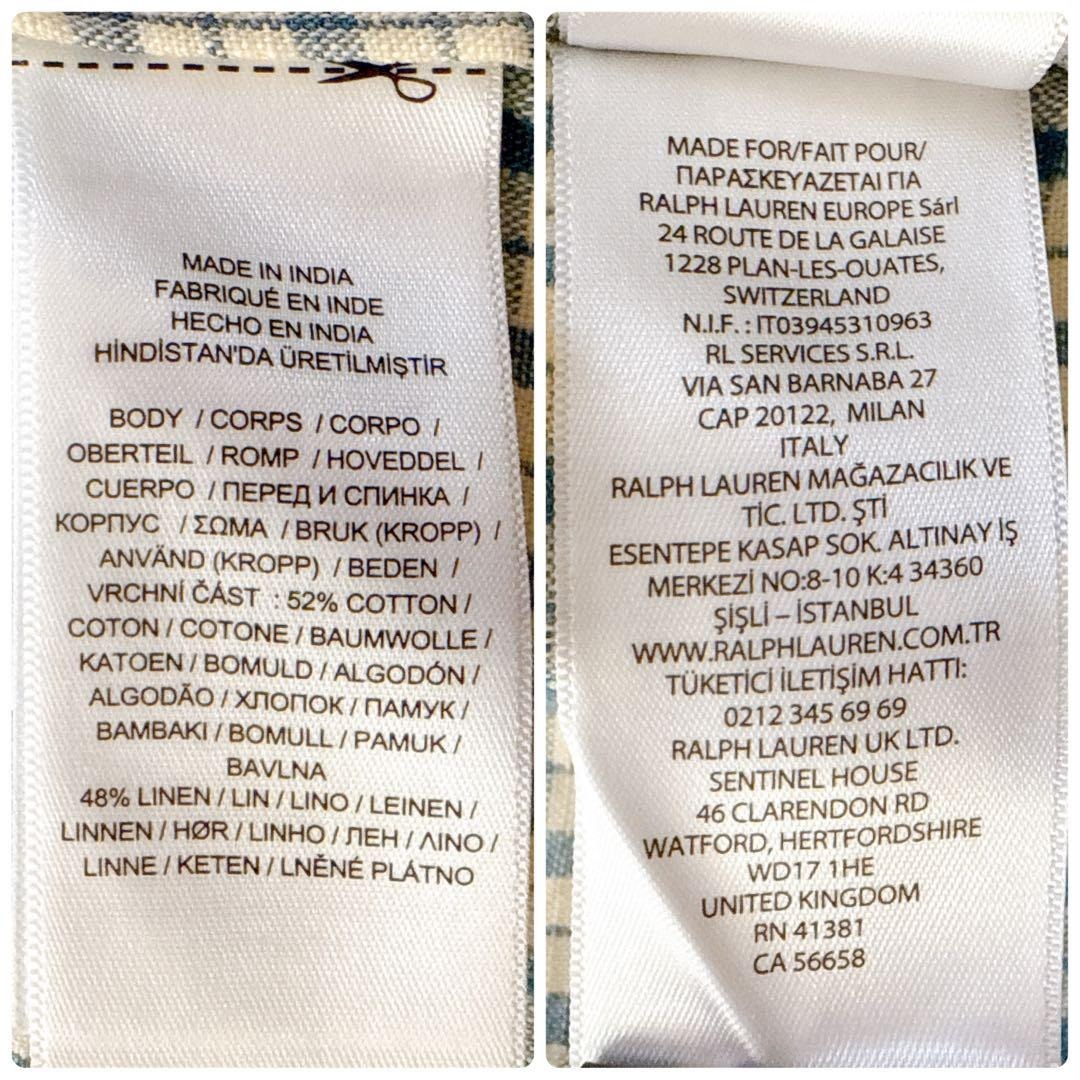 MADE IN INDIA
FABRIQUÉ EN INDE
HECHO EN INDIA
HİNDİSTAN'DA ÜRETİLMİŞTİR
BODY / CORPS / CORPO /
OBERTEIL / ROMP / HOVEDDEL /
CUERPO / ПЕРЕД И СПИНКА /
КОРПУС / ΣΩΜΑ / BRUK (KROPP) /
ANVÄND (KROPP) / BEDEN /
VRCHNÍ ČÁST : 52% COTTON /
COTON / COTONE / BAUMWOLLE /
KATOEN / BOMULD / ALGODÓN /
ALGODÃO / ХЛОПОК / ПАМУК /
BAMBAKI / BOMULL / PAMUK /
BAVLNA
48% LINEN / LIN / LINO / LEINEN /
LINNEN / HØR / LINHO / ЛЕН / ΛΙΝΟ /
LINNE / KETEN / LNĚNÉ PLÁTNO
MADE FOR/FAIT POUR/
ΠΑΡΑΣΚΕΥΑΖΕΤΑΙ ΓΙΑ
RALPH LAUREN EUROPE Sárl
24 ROUTE DE LA GALAISE
1228 PLAN-LES-OUATES,
SWITZERLAND
N.I.F. : IT03945310963
RL SERVICES S.R.L.
VIA SAN BARNABA 27
CAP 20122, MILAN
ITALY
RALPH LAUREN MAĞAZACILIK VE
TİC. LTD. ŞTİ
ESENTEPE KASAP SOK. ALTINAY İŞ
MERKEZİ NO:8-10 K:4 34360
ŞİŞLİ – İSTANBUL
WWW.RALPHLAUREN.COM.TR
TÜKETİCİ İLETİŞİM HATTI:
0212 345 69 69
RALPH LAUREN UK LTD.
SENTINEL HOUSE
46 CLARENDON RD
WATFORD, HERTFORDSHIRE
WD17 1HE
UNITED KINGDOM
RN 41381
CA 56658